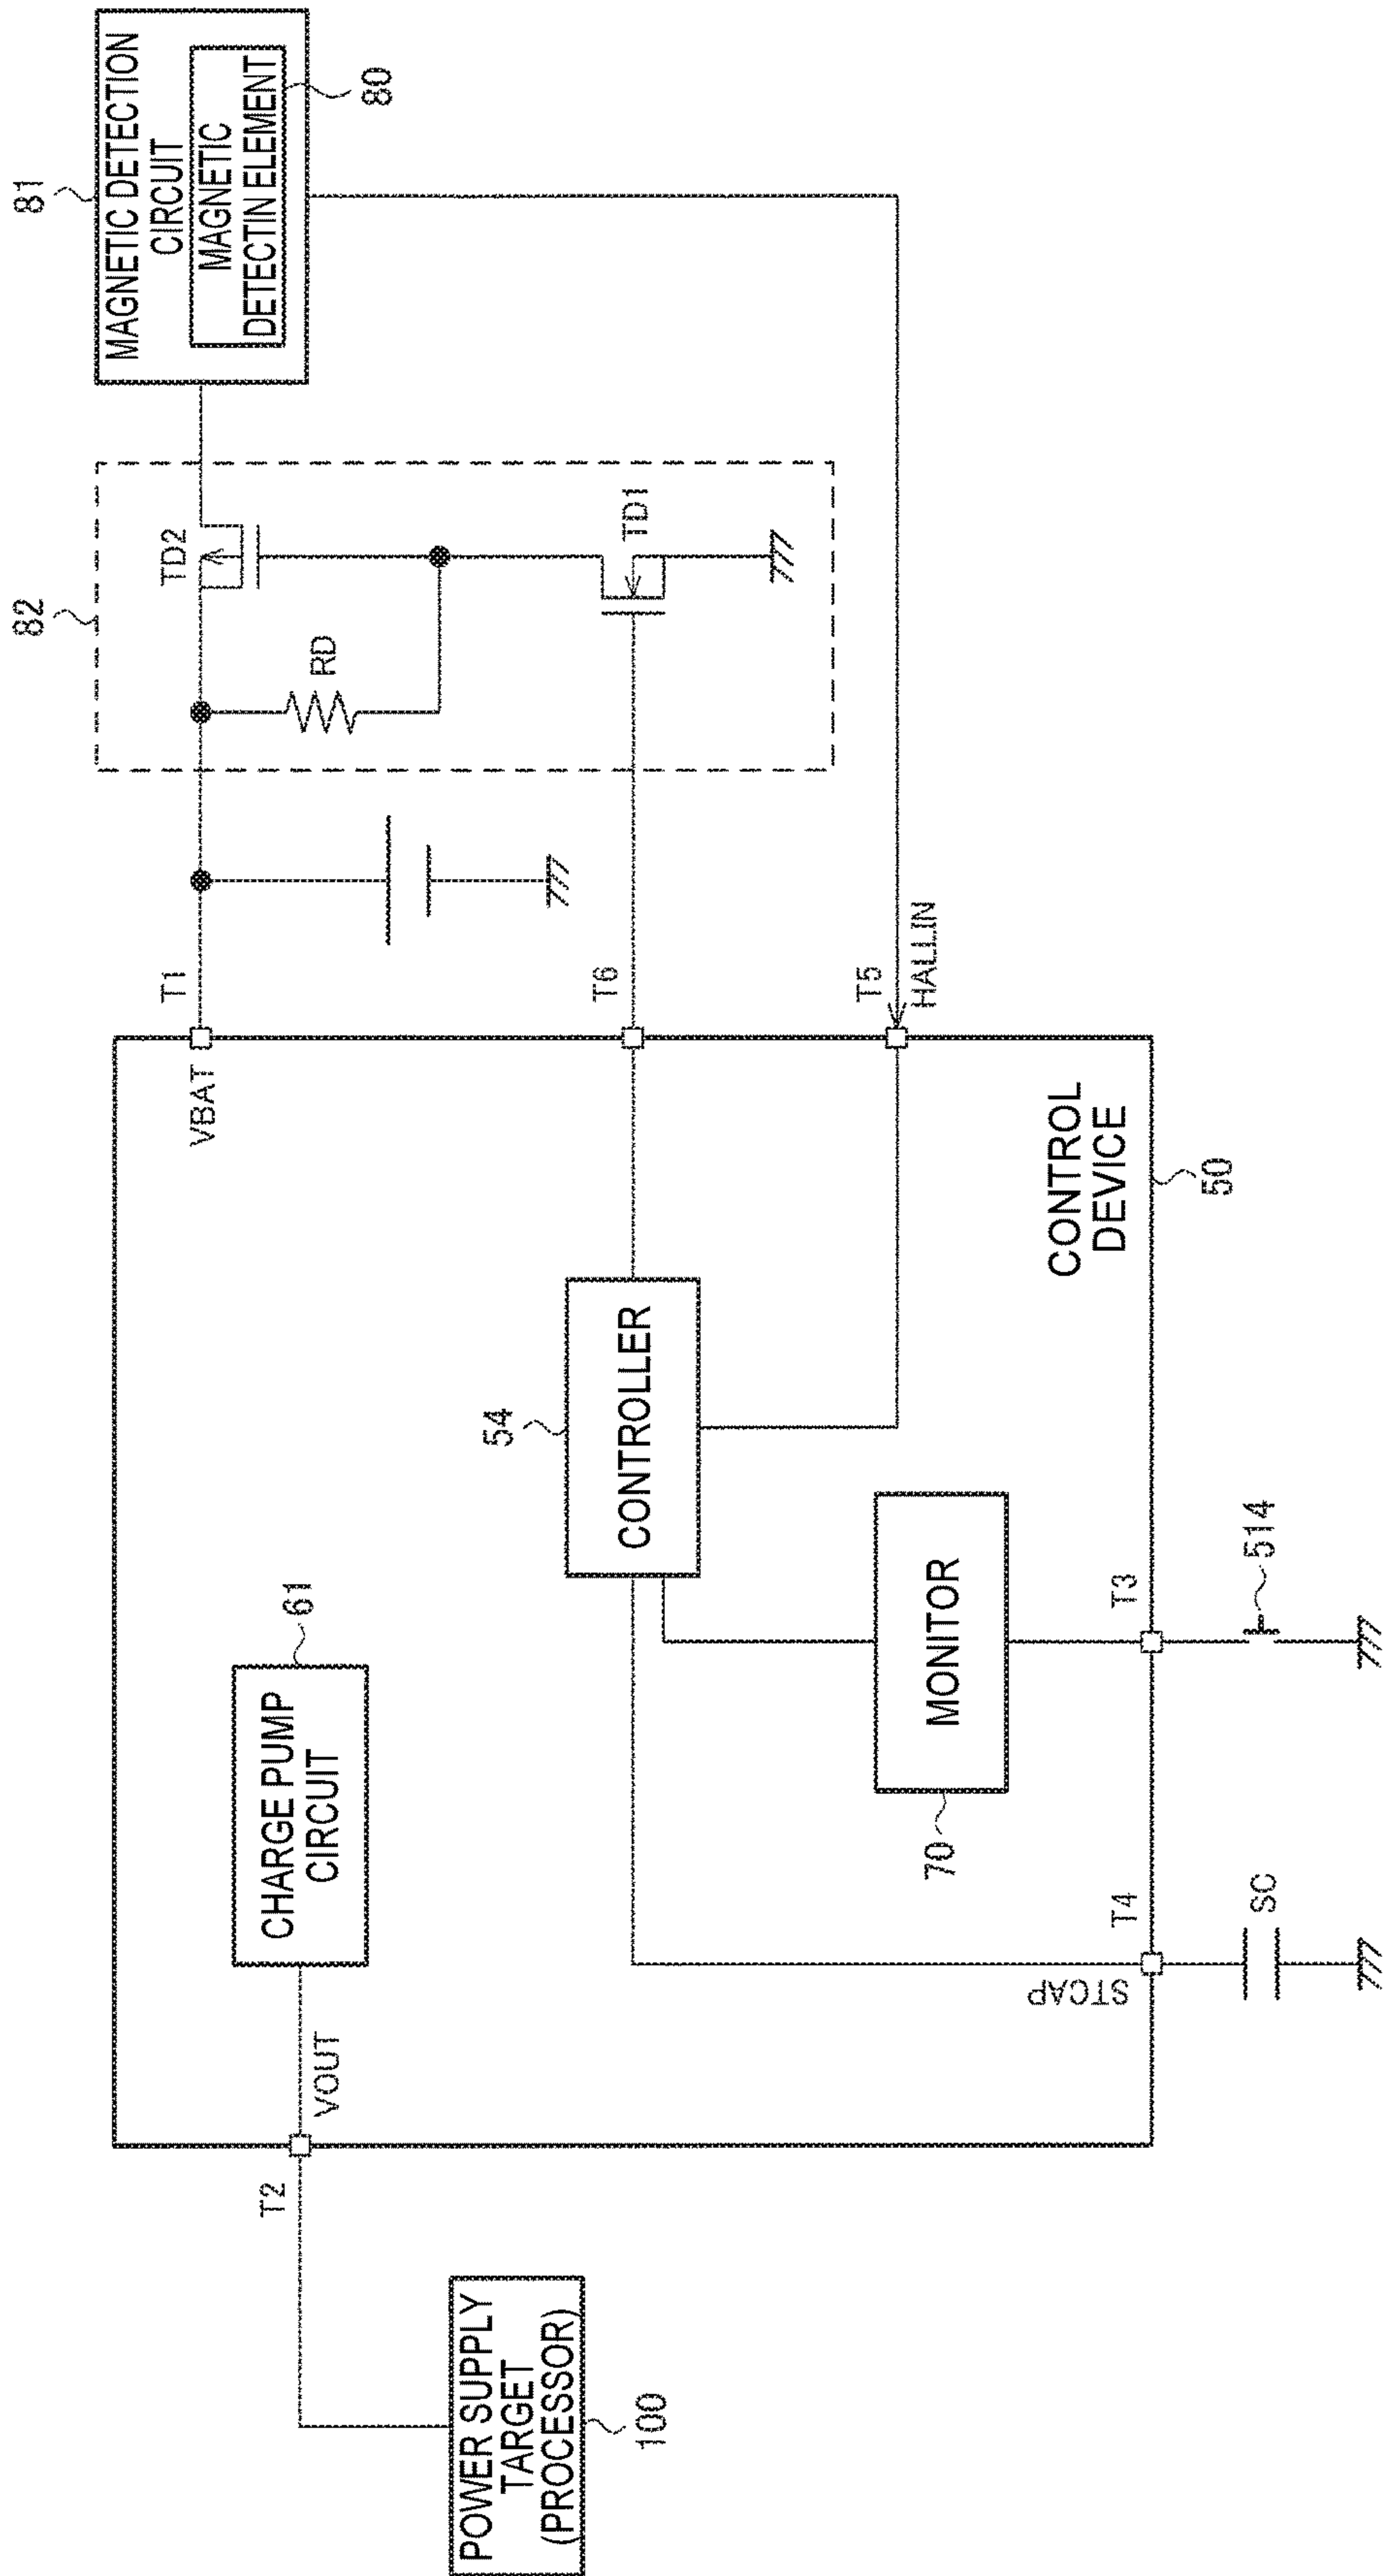 81
MAGNETIC DETECTION
CIRCUIT
MAGNETIC
DETECTIN ELEMENT
80
82
TD2
RD
TD1
T1
VBAT
T6
T5
HALLIN
CONTROL
DEVICE
50
54
CONTROLLER
61
CHARGE PUMP
CIRCUIT
VOUT
T2
MONITOR
70
T3
514
T4
STCAP
SC
POWER SUPPLY
TARGET
(PROCESSOR)
100